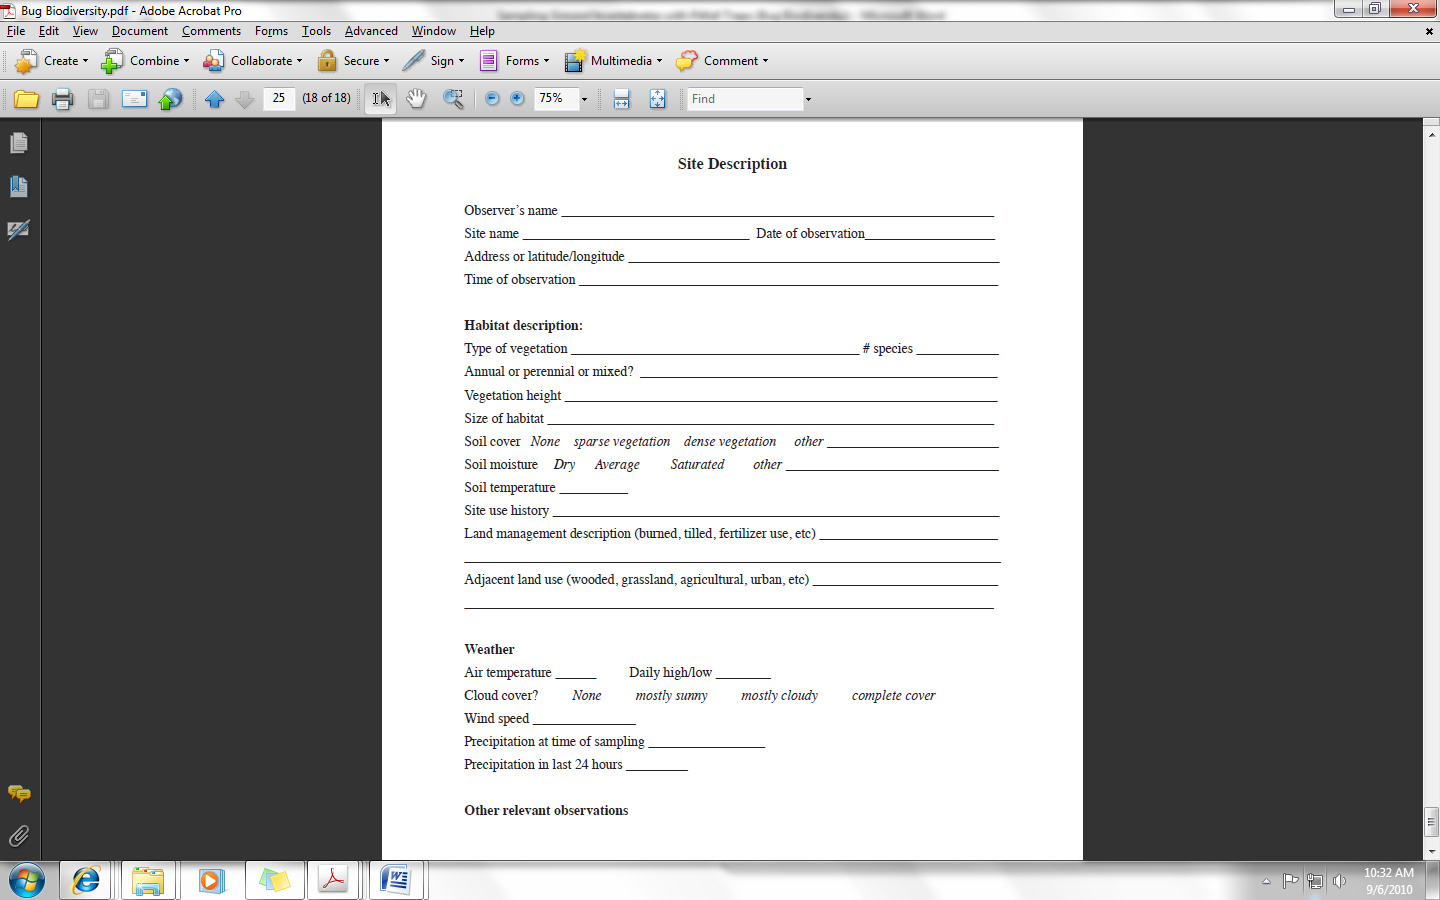 Bug Biodiversity.pdf - Adobe Acrobat Pro
File Edit View Document Comments Forms Tools Advanced Window Help
Create Combine Collaborate Secure Sign Forms Multimedia Comment
25 (18 of 18) 75% Find
Site Description
Observer's name
Site name Date of observation
Address or latitude/longitude
Time of observation
Habitat description:
Type of vegetation # species
Annual or perennial or mixed?
Vegetation height
Size of habitat
Soil cover None sparse vegetation dense vegetation other
Soil moisture Dry Average Saturated other
Soil temperature
Site use history
Land management description (burned, tilled, fertilizer use, etc)
Adjacent land use (wooded, grassland, agricultural, urban, etc)
Weather
Air temperature Daily high/low
Cloud cover? None mostly sunny mostly cloudy complete cover
Wind speed
Precipitation at time of sampling
Precipitation in last 24 hours
Other relevant observations
10:32 AM
9/6/2010